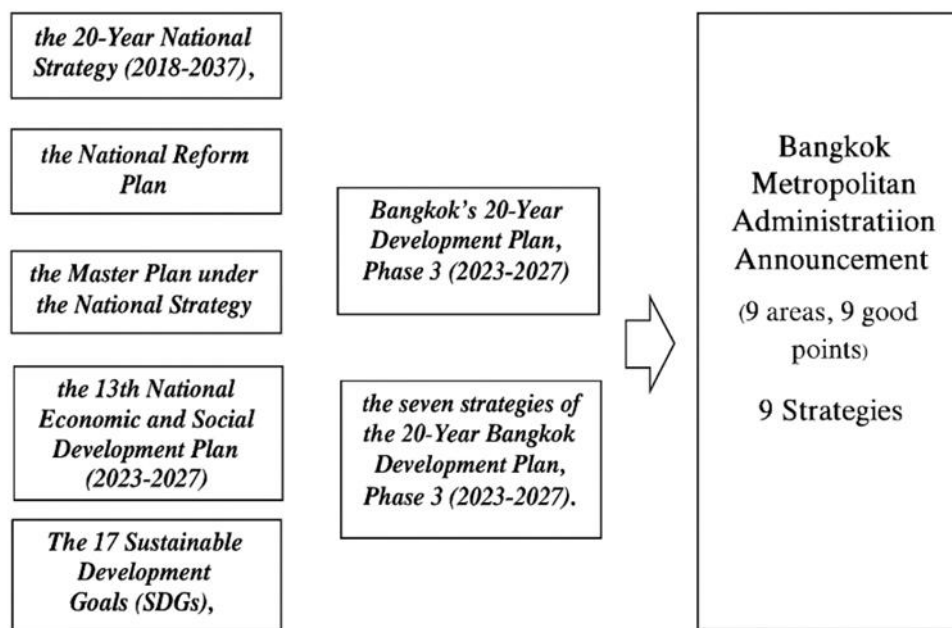 the 20-Year National
Strategy (2018-2037),
the National Reform
Plan
the Master Plan under
the National Strategy
the 13th National
Economic and Social
Development Plan
(2023-2027)
The 17 Sustainable
Development
Goals (SDGs),
Bangkok's 20-Year
Development Plan,
Phase 3 (2023-2027)
the seven strategies of
the 20-Year Bangkok
Development Plan,
Phase 3 (2023-2027).
Bangkok
Metropolitan
Administratiion
Announcement
(9 areas, 9 good
points)
9 Strategies